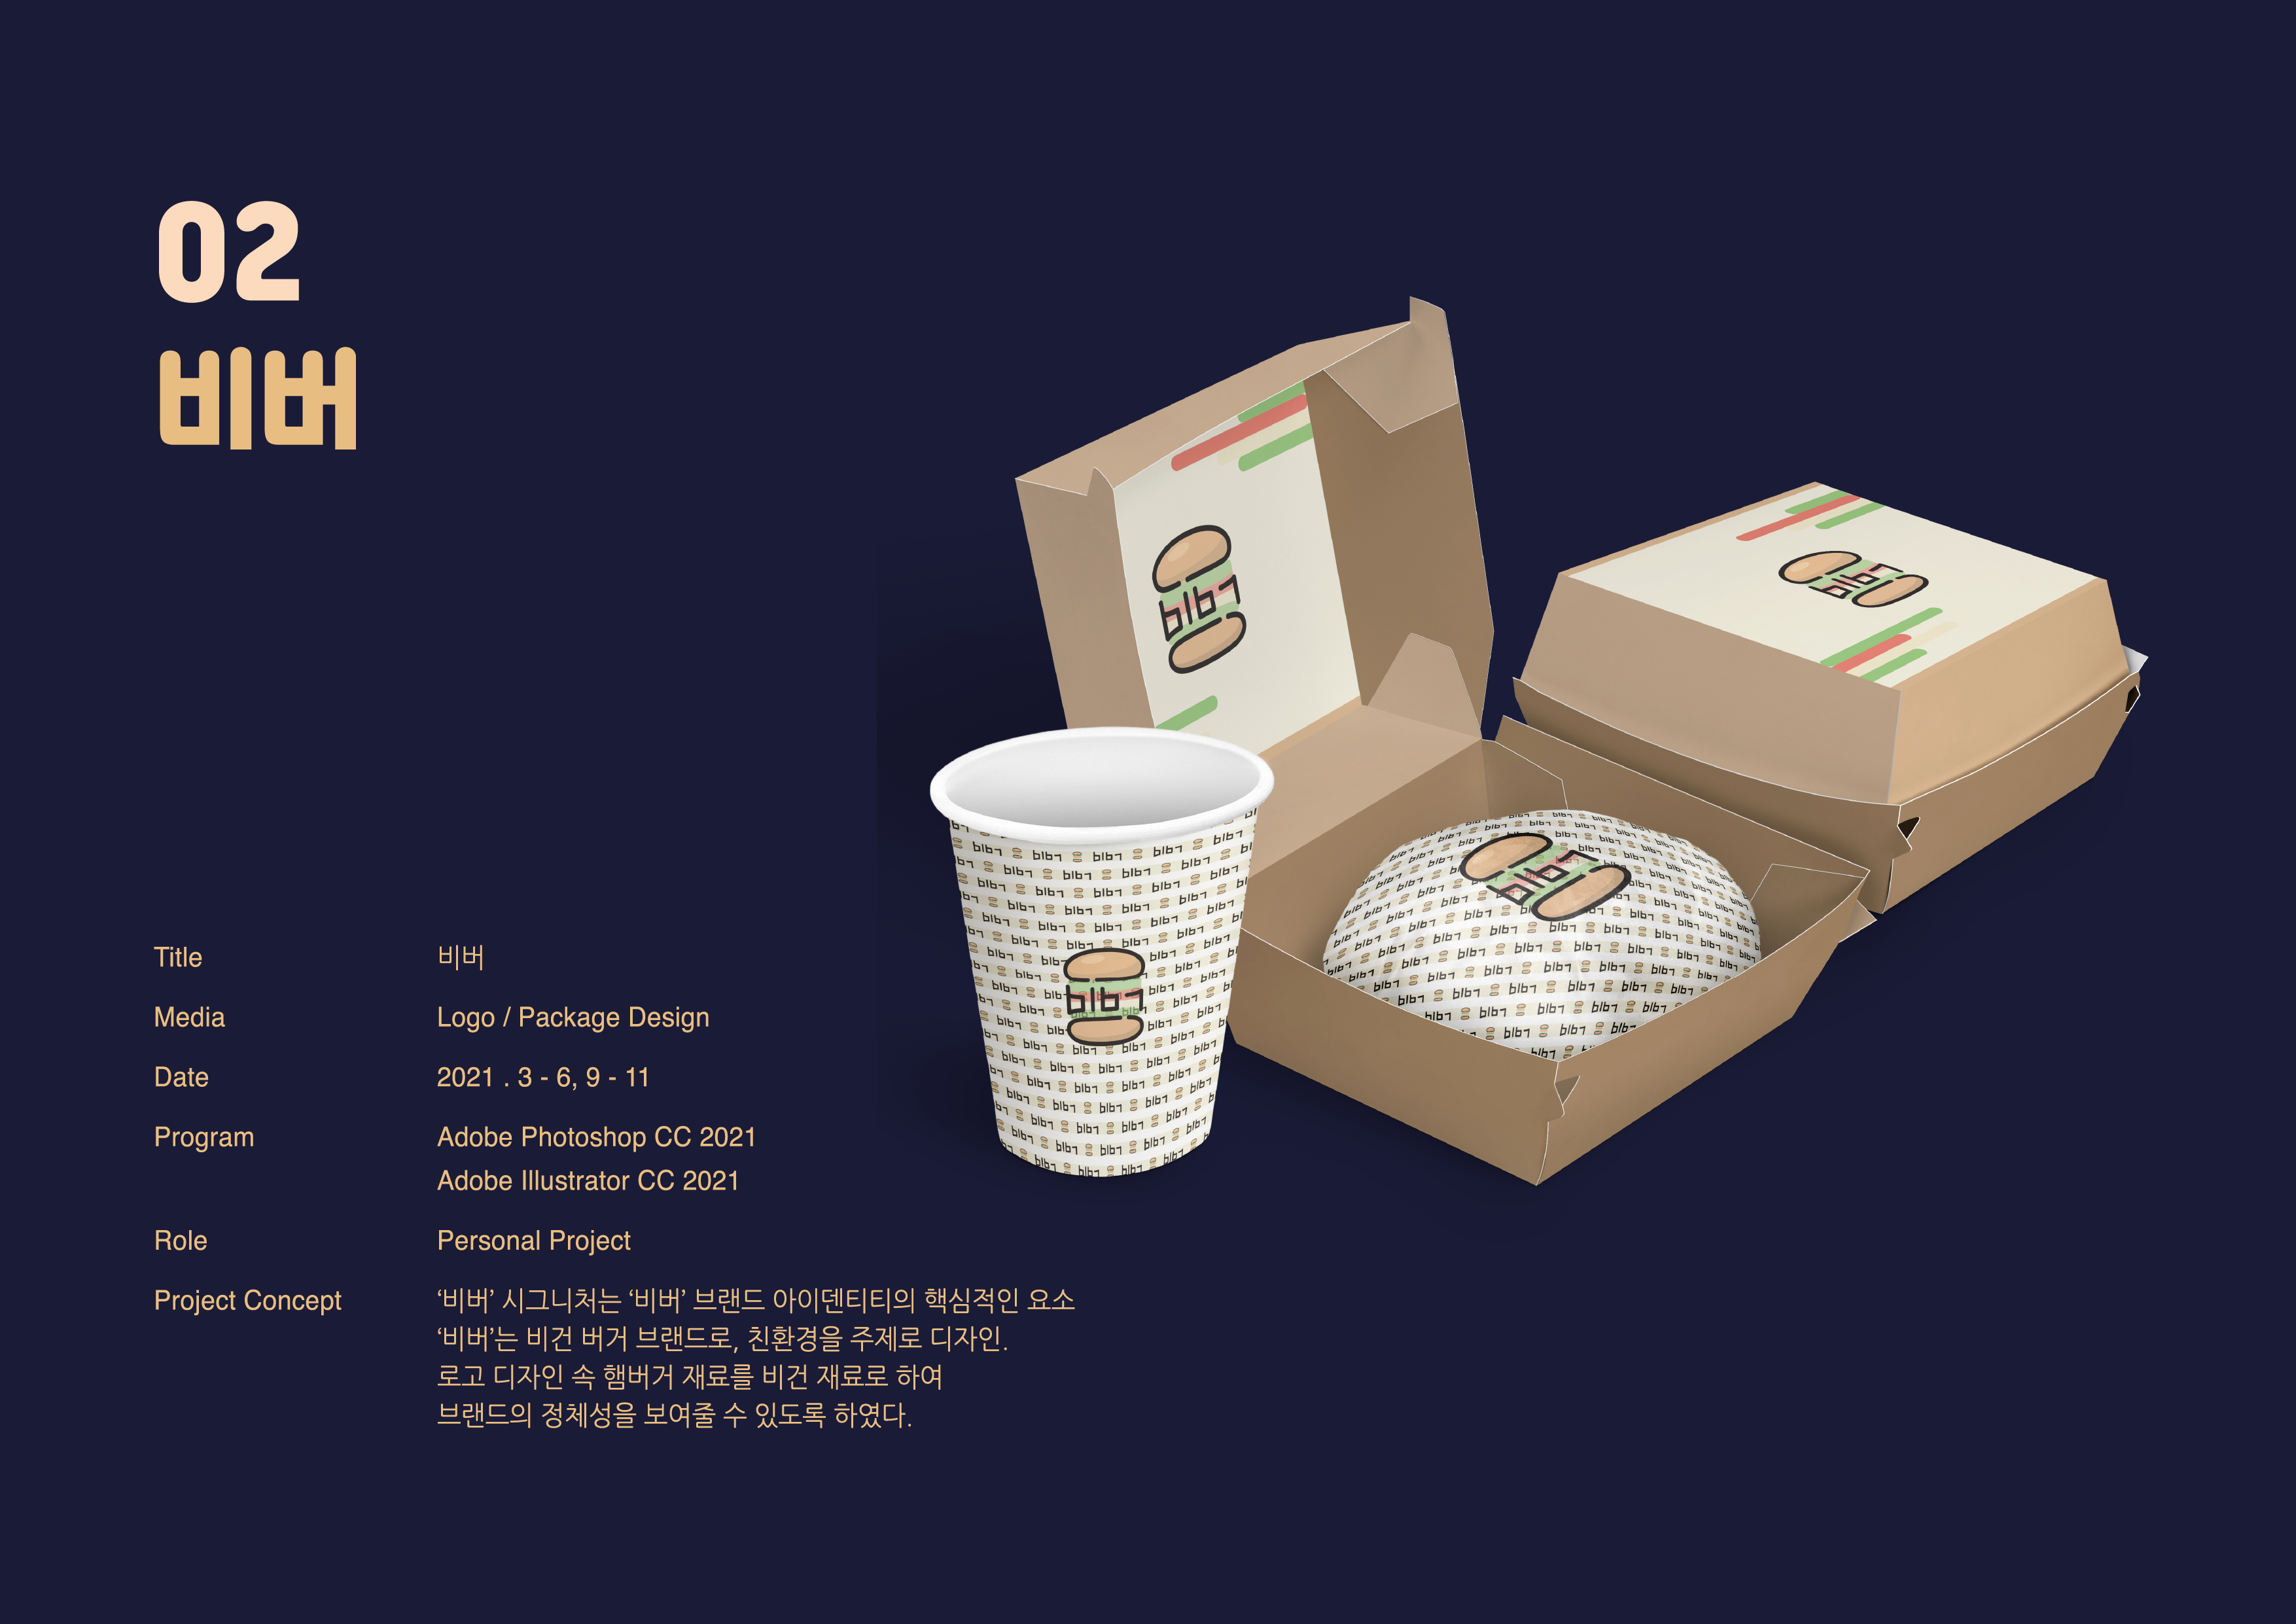 02
비버
Title 비버
Media Logo / Package Design
Date 2021 . 3 - 6, 9 - 11
Program Adobe Photoshop CC 2021
Adobe Illustrator CC 2021
Role Personal Project
Project Concept ‘비버’ 시그니처는 ‘비버’ 브랜드 아이덴티티의 핵심적인 요소
‘비버’는 비건 버거 브랜드로, 친환경을 주제로 디자인.
로고 디자인 속 햄버거 재료를 비건 재료로 하여
브랜드의 정체성을 보여줄 수 있도록 하였다.